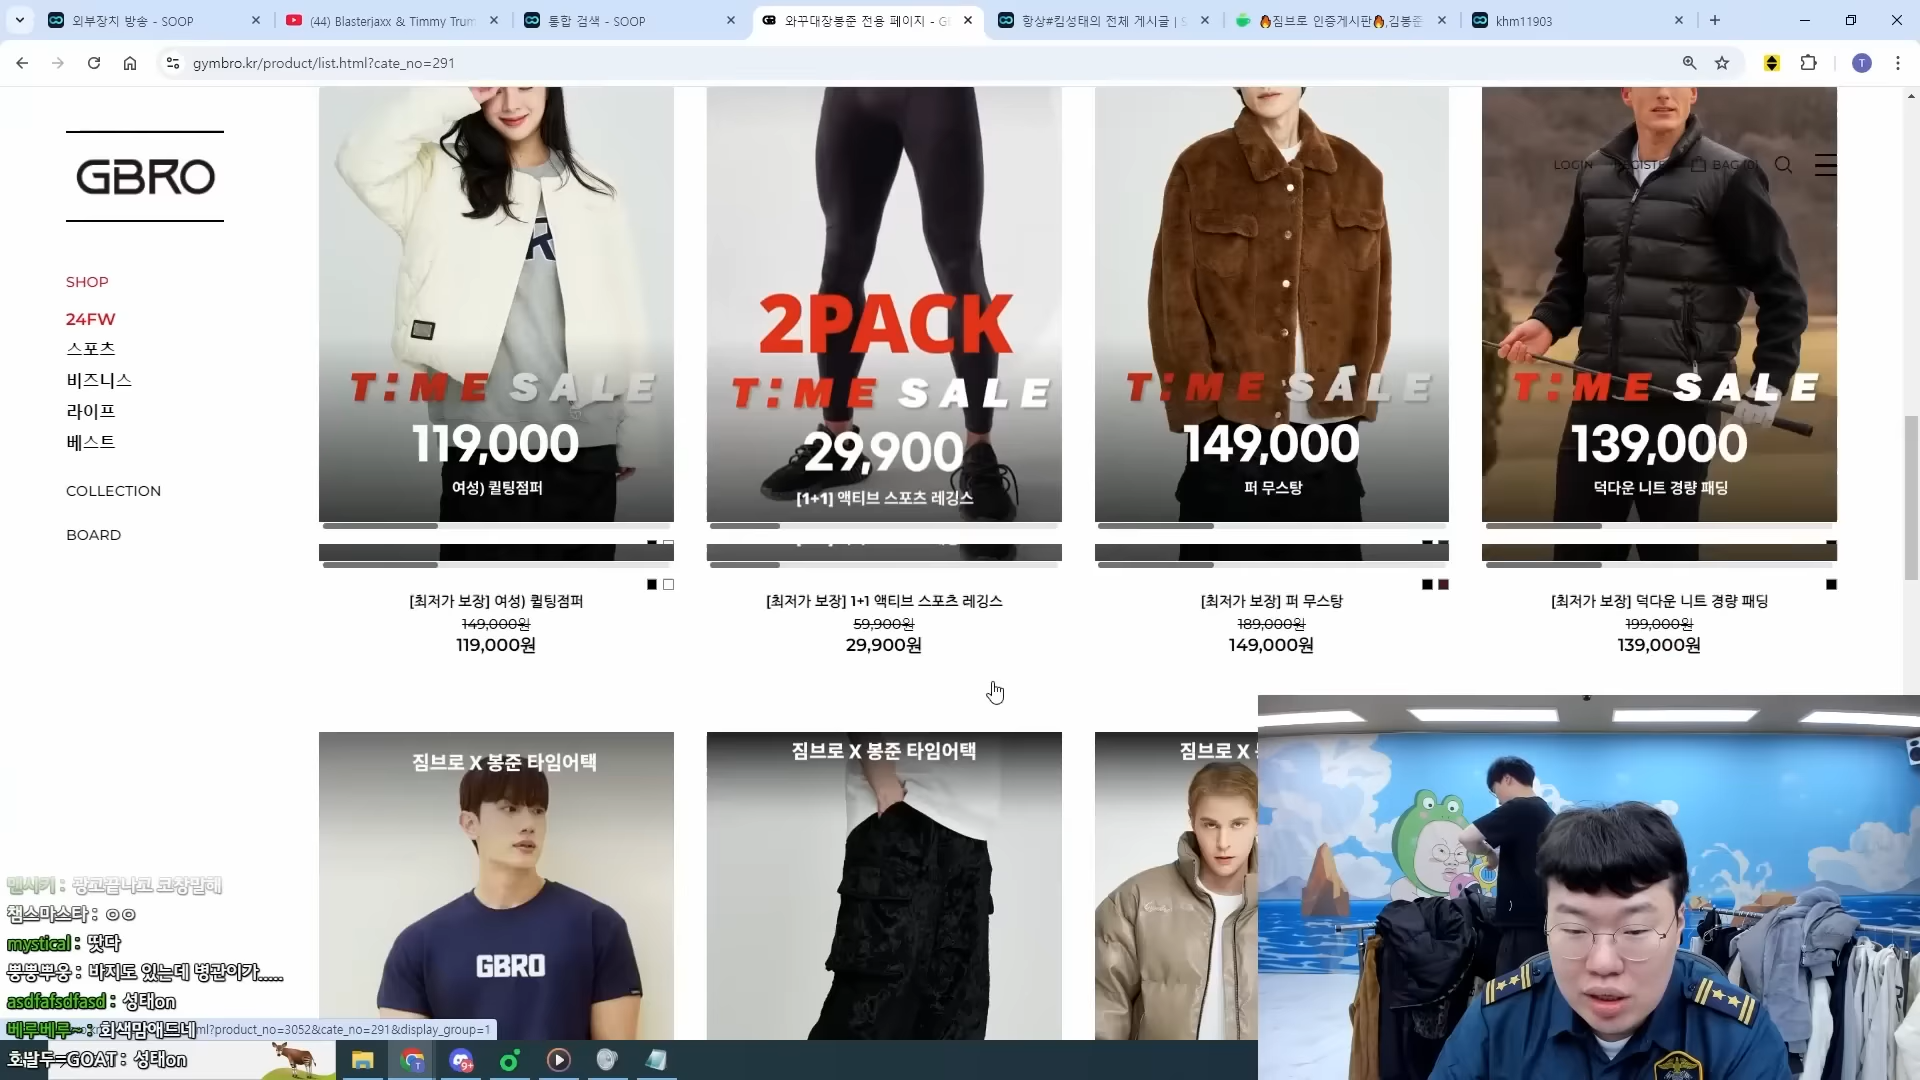 외부장치 방송 - SOOP
(44) Blasterjaxx & Timmy Trum
통합 검색 - SOOP
와꾸대장봉준 전용 페이지 - G
항상#킴성태의 전체 게시글 | S
🔥짐브로 인증게시판🔥,김봉준
khm11903
gymbro.kr/product/list.html?cate_no=291
T
GBRO
LOGIN
REGISTE
BAG (0)
SHOP
24FW
스포츠
비즈니스
라이프
베스트
COLLECTION
BOARD
TIME SALE
119,000
여성) 퀼팅점퍼
2PACK
TIME SALE
29,900
[1+1] 액티브 스포츠 레깅스
TIME SALE
149,000
퍼 무스탕
TIME SALE
139,000
덕다운 니트 경량 패딩
[최저가 보장] 여성) 퀼팅점퍼
149,000원
119,000원
[최저가 보장] 1+1 액티브 스포츠 레깅스
59,900원
29,900원
[최저가 보장] 퍼 무스탕
189,000원
149,000원
[최저가 보장] 덕다운 니트 경량 패딩
199,000원
139,000원
짐브로 X 봉준 타임어택
짐브로 X 봉준 타임어택
짐브로 X
GBRO
맨시키 : 광고끝나고 코창말해
챔스마스타 : ㅇㅇ
mystical : 떳다
뿡뿡뿌웅 : 바지도 있는데 병관이가.....
asdfafsdfasd : 성태on
베루베루~ : 회색맘애드네
ml?product_no=3052&cate_no=291&display_group=1
호발두=GOAT : 성태on
9+